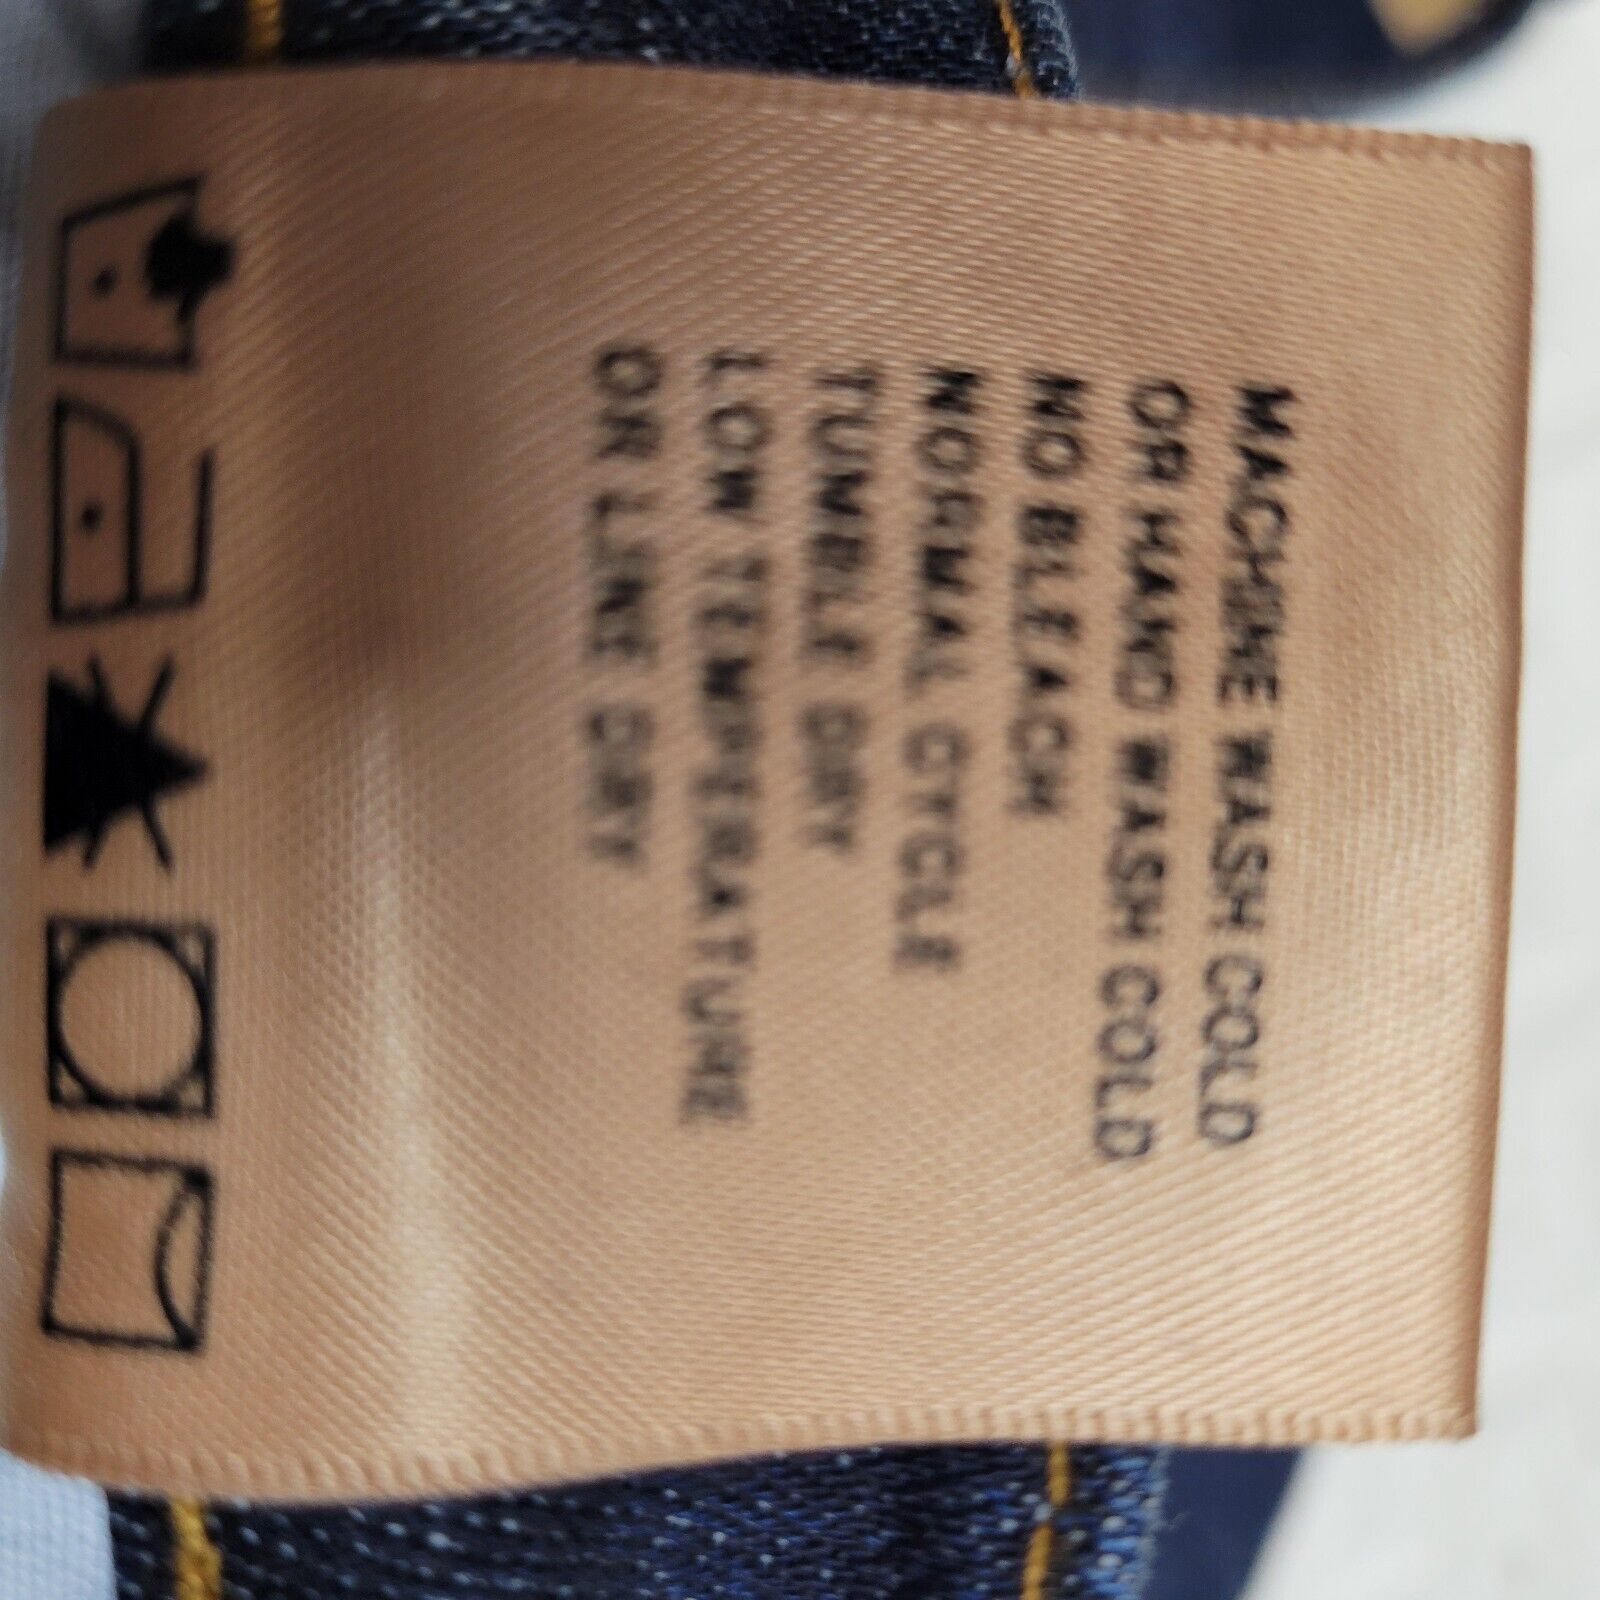 MACHINE WASH COLD
OR HAND WASH COLD
NO BLEACH
NORMAL CYCLE
TUMBLE DRY
LOW TEMPERATURE
OR LINE DRY